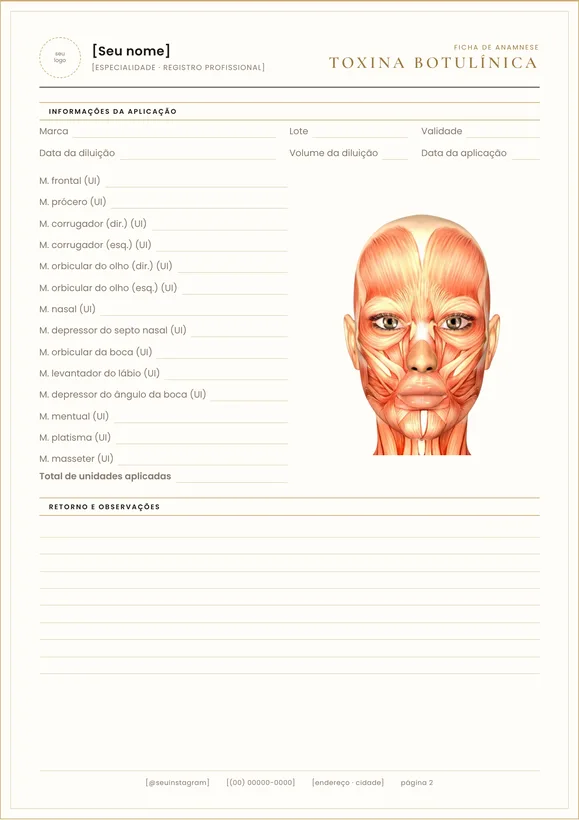 seu
logo
[Seu nome]
[ESPECIALIDADE · REGISTRO PROFISSIONAL]
FICHA DE ANAMNESE
TOXINA BOTULÍNICA
INFORMAÇÕES DA APLICAÇÃO
Marca Lote Validade
Data da diluição Volume da diluição Data da aplicação
M. frontal (UI)
M. prócero (UI)
M. corrugador (dir.) (UI)
M. corrugador (esq.) (UI)
M. orbicular do olho (dir.) (UI)
M. orbicular do olho (esq.) (UI)
M. nasal (UI)
M. depressor do septo nasal (UI)
M. orbicular da boca (UI)
M. levantador do lábio (UI)
M. depressor do ângulo da boca (UI)
M. mentual (UI)
M. platisma (UI)
M. masseter (UI)
Total de unidades aplicadas
RETORNO E OBSERVAÇÕES
[@seuinstagram] [(00) 00000-0000] [endereço · cidade] página 2